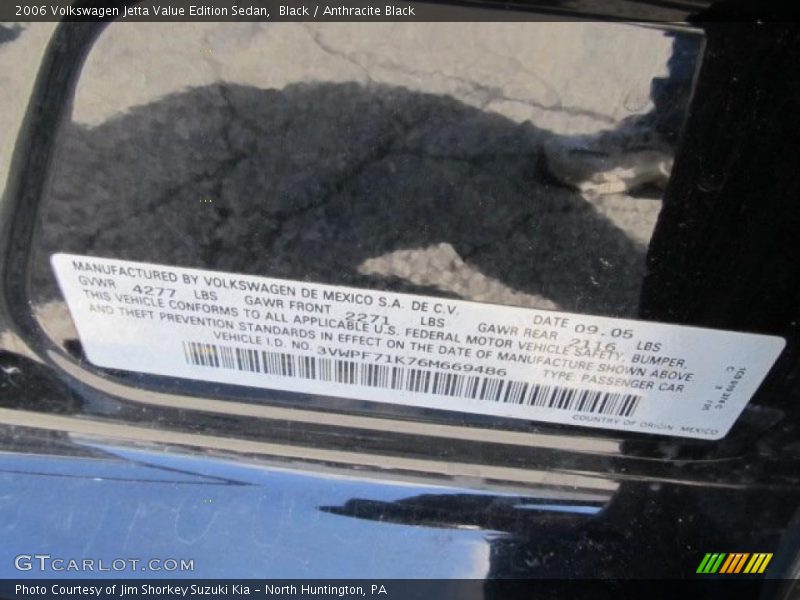 2006 Volkswagen Jetta Value Edition Sedan,  Black / Anthracite Black
MANUFACTURED BY VOLKSWAGEN DE MEXICO S.A. DE C.V.
DATE 09.05
GVWR 4277 LBS GAWR FRONT 2271 LBS GAWR REAR 2116 LBS
THIS VEHICLE CONFORMS TO ALL APPLICABLE U.S. FEDERAL MOTOR VEHICLE SAFETY, BUMPER,
AND THEFT PREVENTION STANDARDS IN EFFECT ON THE DATE OF MANUFACTURE SHOWN ABOVE
VEHICLE I.D. NO. 3VWPF71K76M669486 TYPE: PASSENGER CAR
COUNTRY OF ORIGIN: MEXICO
GTcarlot.com
Photo Courtesy of Jim Shorkey Suzuki Kia – North Huntington, PA